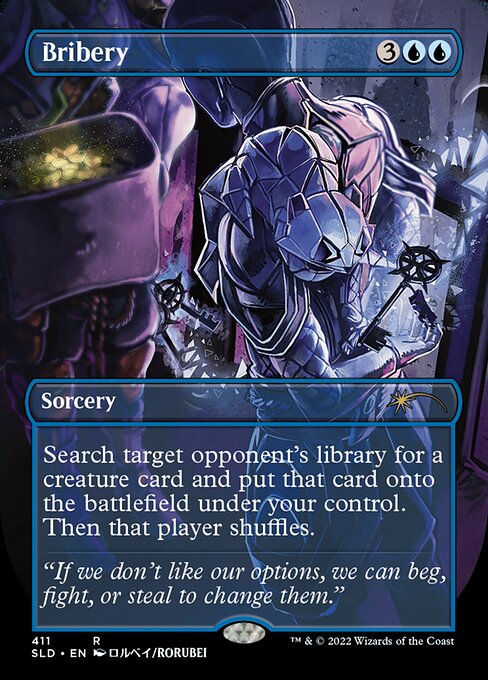 Bribery 3
Sorcery
Search target opponent's library for a
creature card and put that card onto
the battlefield under your control.
Then that player shuffles.
“If we don't like our options, we can beg,
fight, or steal to change them.”
411 R
SLD • EN ロルベイ/RORUBEI
™ & © 2022 Wizards of the Coast